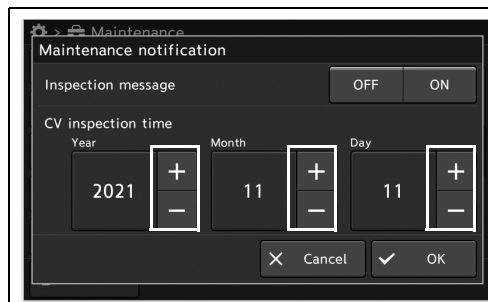 > Maintenance
Maintenance notification
Inspection message OFF ON
CV inspection time
Year Month Day
2021 + − 11 + − 11 + −
Cancel OK